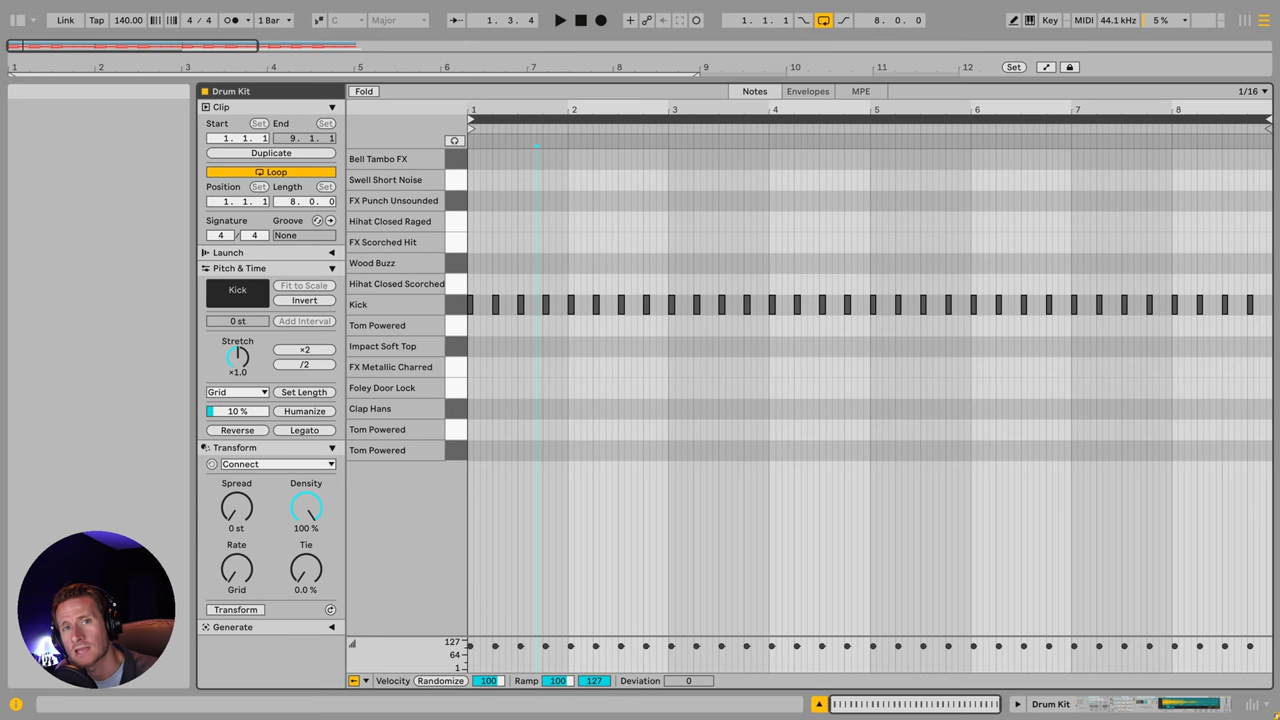 Link Tap 140.00 4 / 4 1 Bar C Major 1. 3. 4 1. 1. 1 8. 0. 0 Key MIDI 44.1 kHz 5 %
1 2 3 4 5 6 7 8 9 10 11 12 Set
Drum Kit Fold Notes Envelopes MPE 1/16
Clip 1 2 3 4 5 6 7 8
Start Set End Set
1. 1. 1 9. 1. 1
Duplicate
Bell Tambo FX
Loop
Swell Short Noise
Position Set Length Set
1. 1. 1 8. 0. 0
FX Punch Unsounded
Signature Groove
Hihat Closed Raged
4 / 4 None
FX Scorched Hit
Launch
Wood Buzz
Pitch & Time
Hihat Closed Scorched
Kick Fit to Scale
Invert
Kick
0 st Add Interval
Tom Powered
Stretch
Impact Soft Top
×2
/2
×1.0
FX Metallic Charred
Foley Door Lock
Grid Set Length
10 % Humanize
Clap Hans
Reverse Legato
Tom Powered
Transform
Tom Powered
Connect
Spread Density
0 st 100 %
Rate Tie
Grid 0.0 %
Transform
Generate
127
64
1
Velocity Randomize 100 Ramp 100 127 Deviation 0
Drum Kit